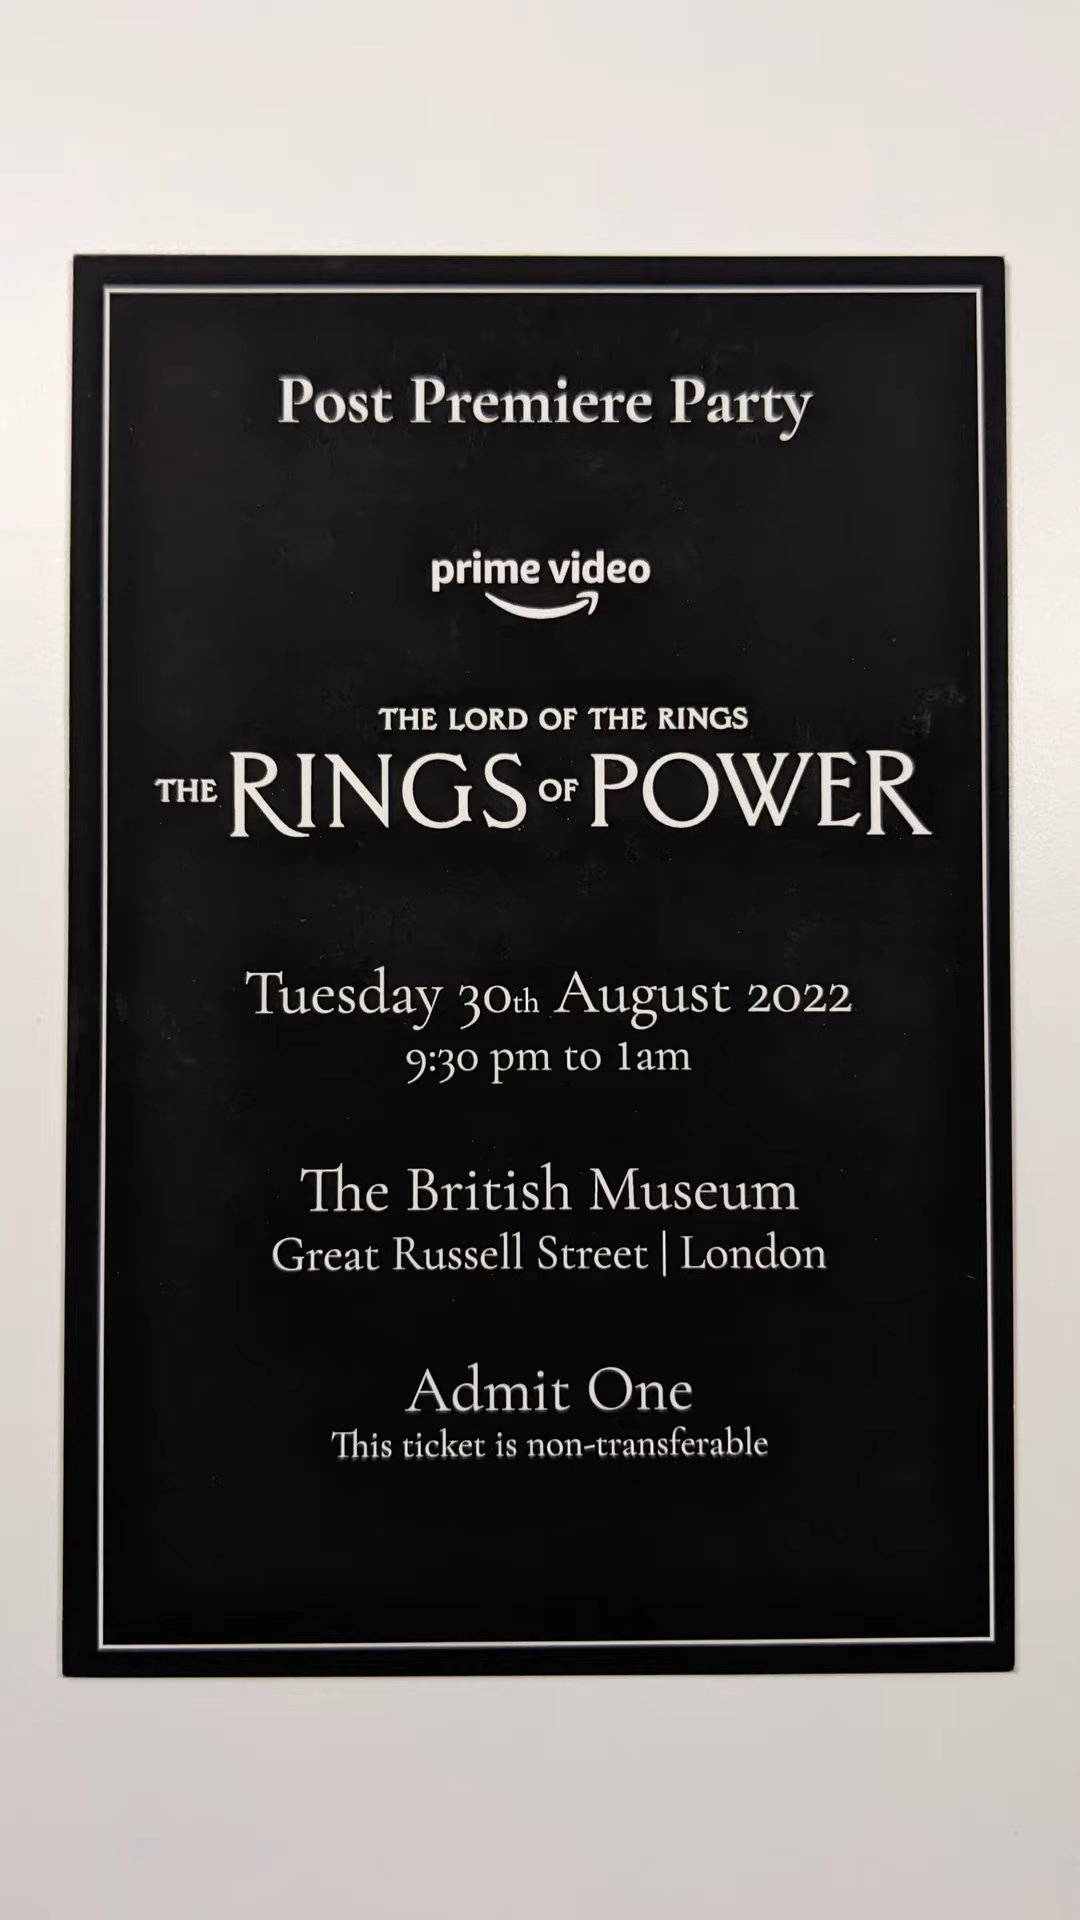 Post Premiere Party
prime video
THE LORD OF THE RINGS
THE RINGS OF POWER
Tuesday 30th August 2022
9:30 pm to 1am
The British Museum
Great Russell Street | London
Admit One
This ticket is non-transferable